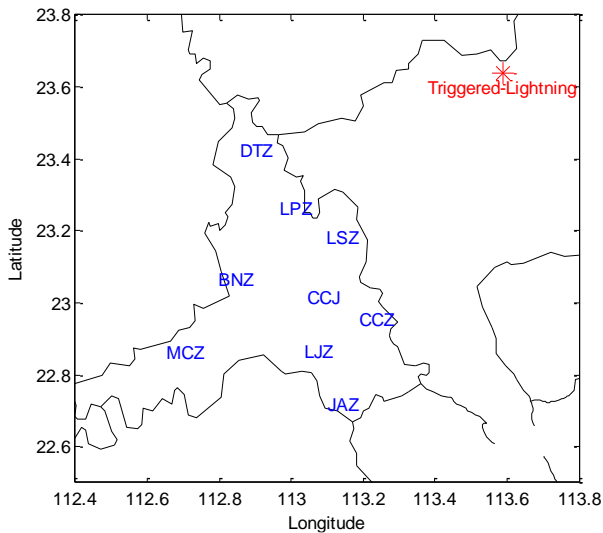 23.8
23.6
23.4
23.2
23
22.8
22.6
Latitude
Triggered-Lightning
DTZ
LPZ
LSZ
BNZ
CCJ
CCZ
MCZ
LJZ
JAZ
112.4 112.6 112.8 113 113.2 113.4 113.6 113.8
Longitude